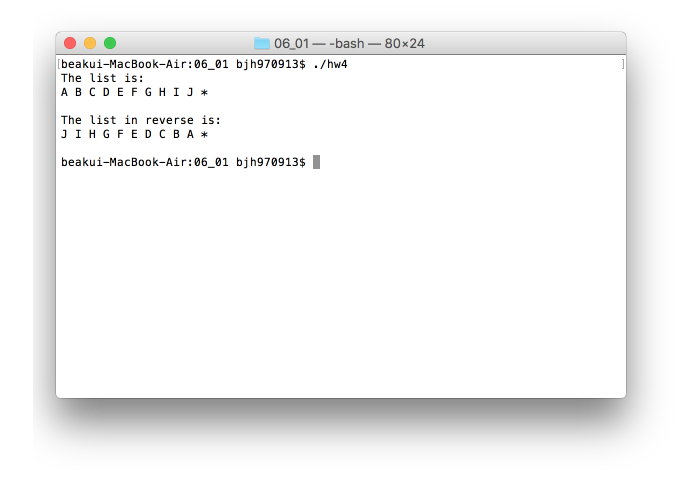 06_01 — -bash — 80×24
[beakui-MacBook-Air:06_01 bjh970913$ ./hw4 ]
The list is:
A B C D E F G H I J *
The list in reverse is:
J I H G F E D C B A *
beakui-MacBook-Air:06_01 bjh970913$